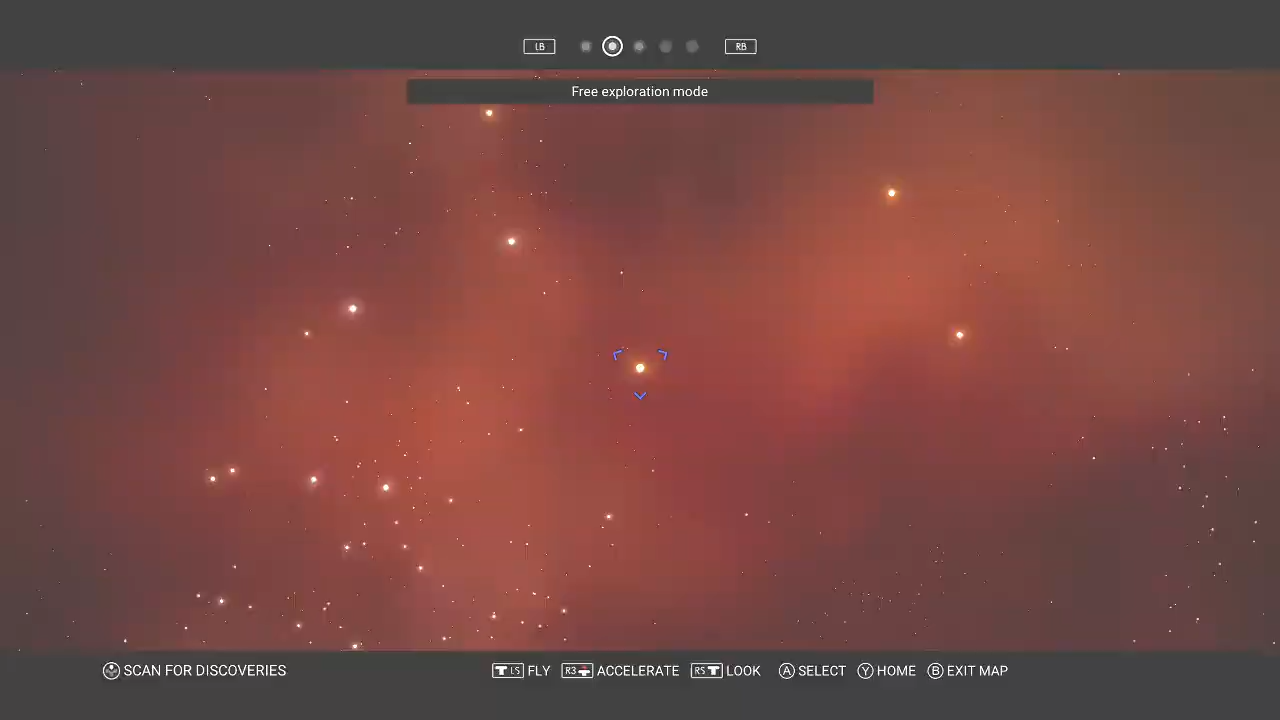 LB RB
Free exploration mode
SCAN FOR DISCOVERIES LS FLY R3 ACCELERATE RS LOOK A SELECT Y HOME B EXIT MAP